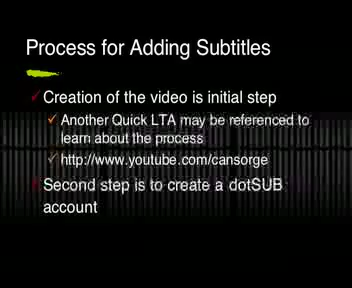 Process for Adding Subtitles
Creation of the video is initial step
Another Quick LTA may be referenced to
learn about the process
http://www.youtube.com/cansorge
Second step is to create a dotSUB
account